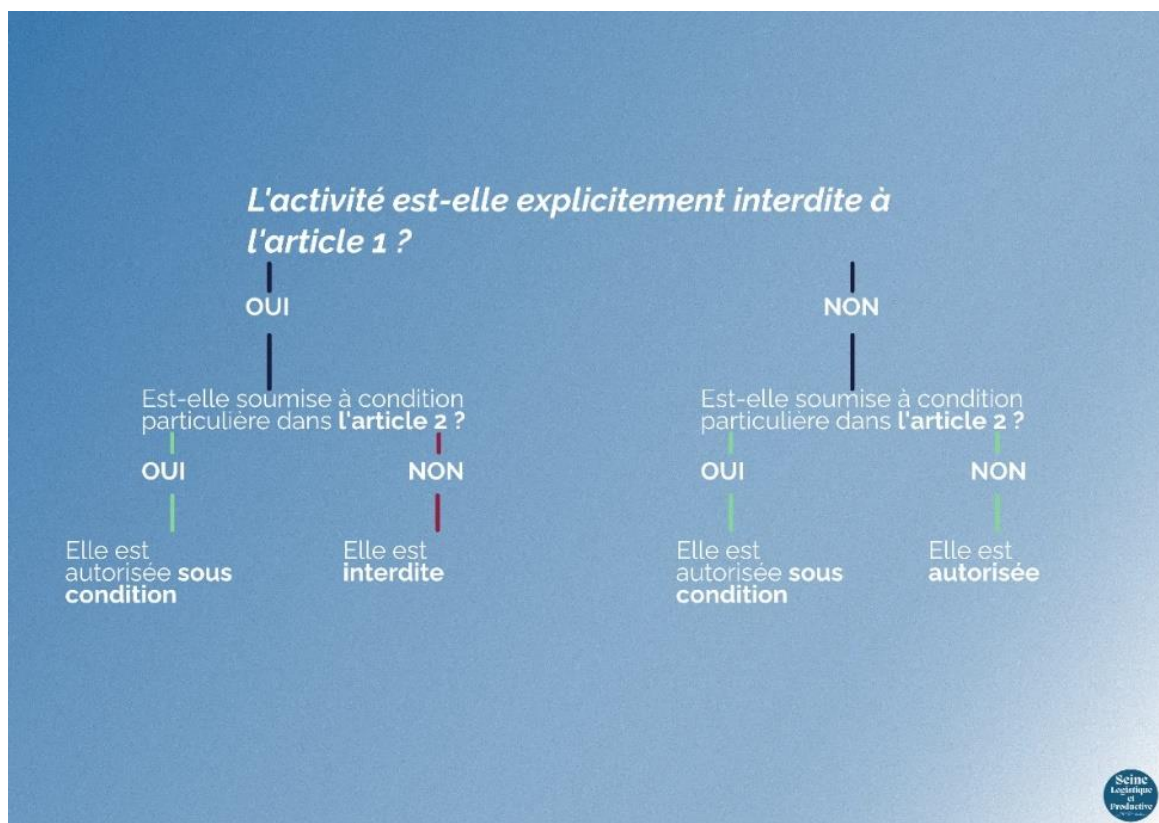 L'activité est-elle explicitement interdite à
l'article 1 ?
OUI
NON
Est-elle soumise à condition
particulière dans l'article 2 ?
Est-elle soumise à condition
particulière dans l'article 2 ?
OUI
NON
OUI
NON
Elle est
autorisée sous
condition
Elle est
interdite
Elle est
autorisée sous
condition
Elle est
autorisée
Seine
Logistique
et
Productive